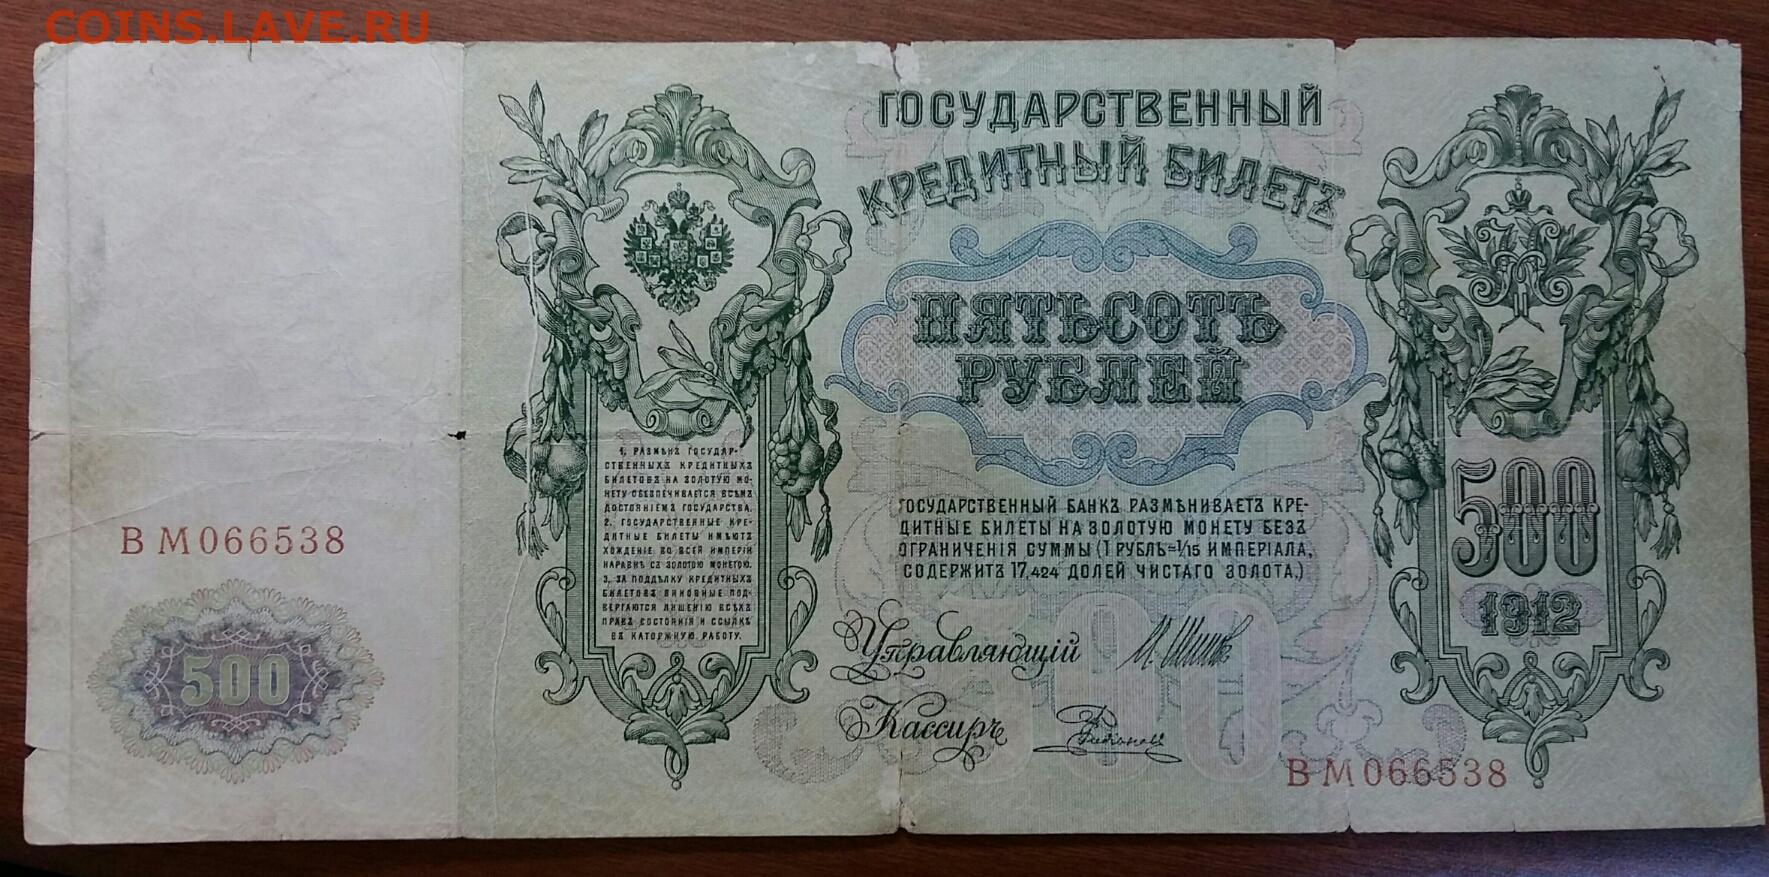 COINS.LAVE.RU
ГОСУДАРСТВЕННЫЙ
КРЕДИТНЫЙ БИЛЕТЪ
ПЯТЬСОТЪ
РУБЛЕЙ
1. РАЗМѢНЪ ГОСУДАР-
СТВЕННЫХЪ КРЕДИТНЫХЪ
БИЛЕТОВЪ НА ЗОЛОТУЮ МО-
НЕТУ ОБЕЗПЕЧИВАЕТСЯ ВСѢМЪ
ДОСТОЯНІЕМЪ ГОСУДАРСТВА.
2. ГОСУДАРСТВЕННЫЕ КРЕ-
ДИТНЫЕ БИЛЕТЫ ИМѢЮТЪ
ХОЖДЕНІЕ ВО ВСЕЙ ИМПЕРІИ
НАРАВНѢ СЪ ЗОЛОТОЮ МОНЕТОЮ.
3. ЗА ПОДДѢЛКУ КРЕДИТНЫХЪ
БИЛЕТОВЪ ВИНОВНЫЕ ПОД-
ВЕРГАЮТСЯ ЛИШЕНІЮ ВСѢХЪ
ПРАВЪ СОСТОЯНІЯ И ССЫЛКѢ
ВЪ КАТОРЖНУЮ РАБОТУ.
ГОСУДАРСТВЕННЫЙ БАНКЪ РАЗМѢНИВАЕТЪ КРЕ-
ДИТНЫЕ БИЛЕТЫ НА ЗОЛОТУЮ МОНЕТУ БЕЗЪ
ОГРАНИЧЕНІЯ СУММЫ (1 РУБЛЬ=1/15 ИМПЕРІАЛА,
СОДЕРЖИТЪ 17,424 ДОЛЕЙ ЧИСТАГО ЗОЛОТА.)
500
1912
ВМ066538
500
Управляющій И. Шипов
Кассиръ
500
ВМ066538